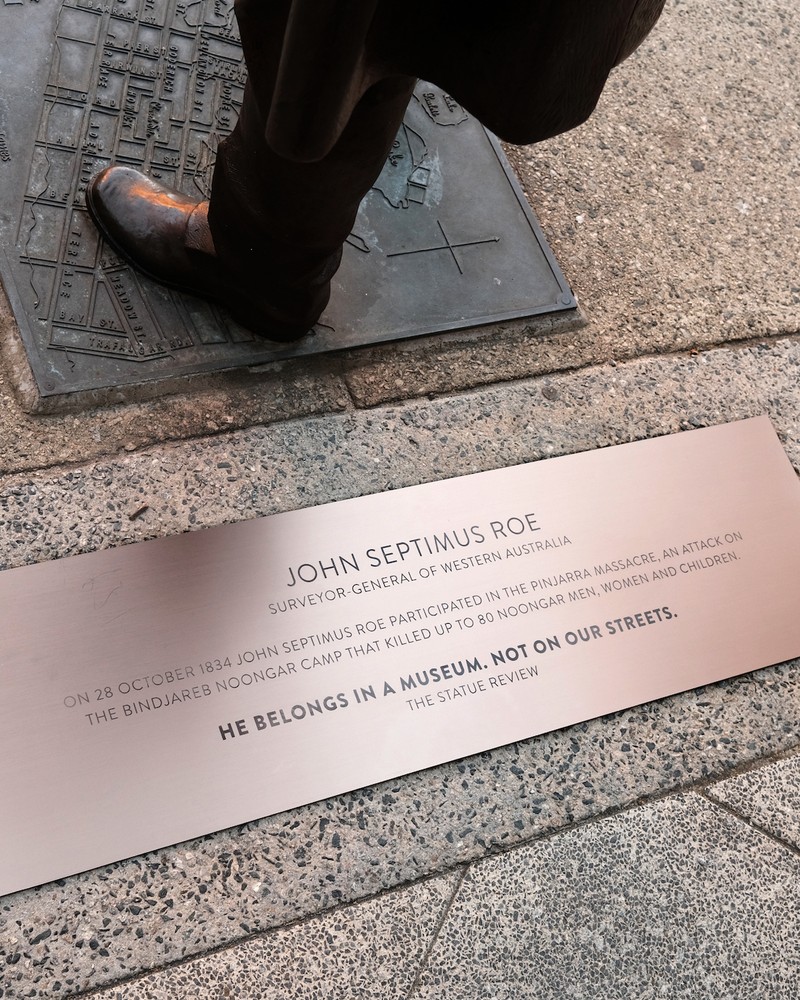 TERRACE
BAY ST.
TRAFALGAR RD
JOHN SEPTIMUS ROE
SURVEYOR-GENERAL OF WESTERN AUSTRALIA
ON 28 OCTOBER 1834 JOHN SEPTIMUS ROE PARTICIPATED IN THE PINJARRA MASSACRE, AN ATTACK ON
THE BINDJAREB NOONGAR CAMP THAT KILLED UP TO 80 NOONGAR MEN, WOMEN AND CHILDREN.
HE BELONGS IN A MUSEUM. NOT ON OUR STREETS.
THE STATUE REVIEW